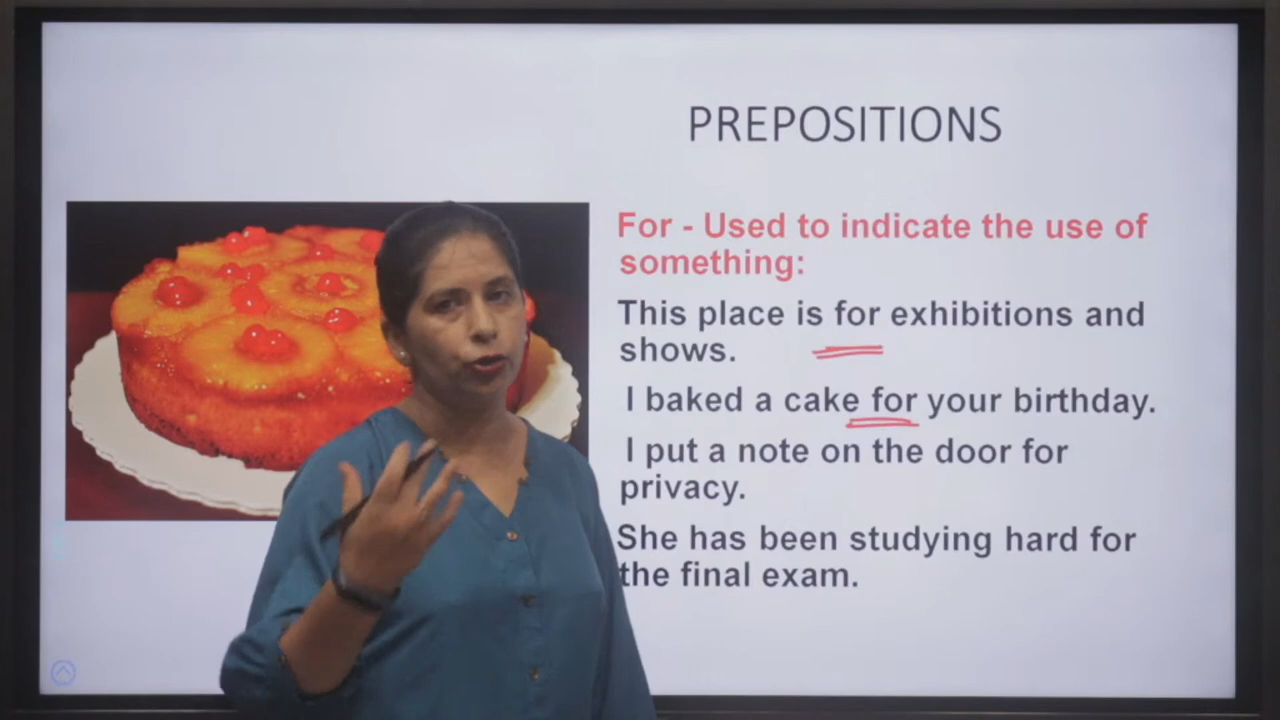 PREPOSITIONS
For - Used to indicate the use of
something:
This place is for exhibitions and
shows.
I baked a cake for your birthday.
I put a note on the door for
privacy.
She has been studying hard for
the final exam.